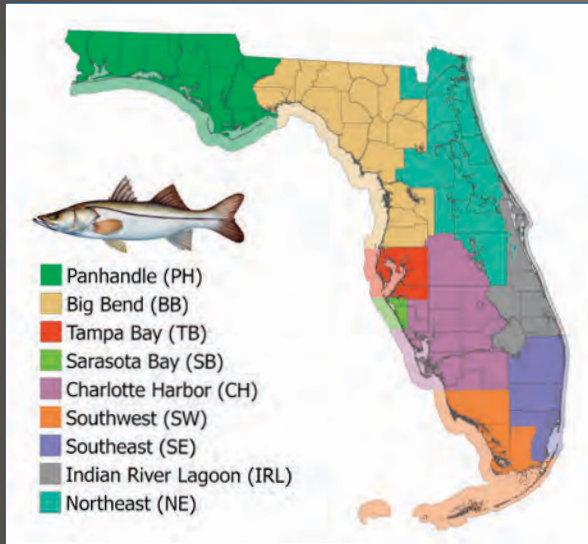 Panhandle (PH)
Big Bend (BB)
Tampa Bay (TB)
Sarasota Bay (SB)
Charlotte Harbor (CH)
Southwest (SW)
Southeast (SE)
Indian River Lagoon (IRL)
Northeast (NE)